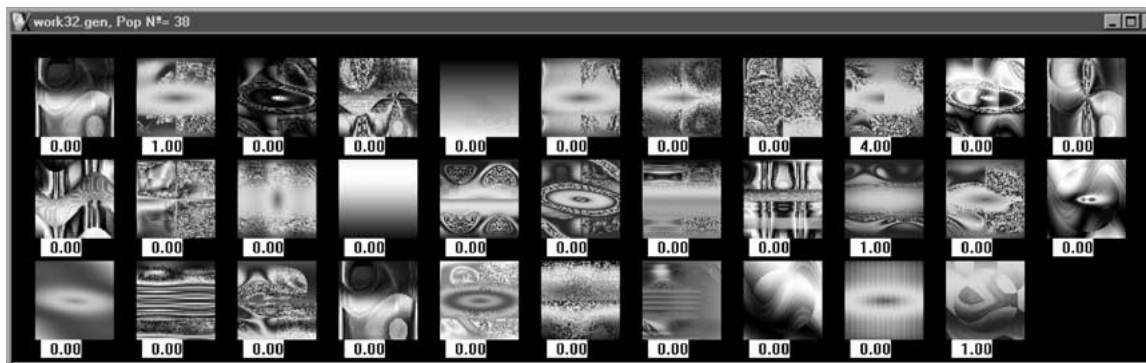 work32.gen, Pop Nº= 38
0.00 1.00 0.00 0.00 0.00 0.00 0.00 0.00 4.00 0.00 0.00
0.00 0.00 0.00 0.00 0.00 0.00 0.00 0.00 1.00 0.00 0.00
0.00 0.00 0.00 0.00 0.00 0.00 0.00 0.00 0.00 1.00